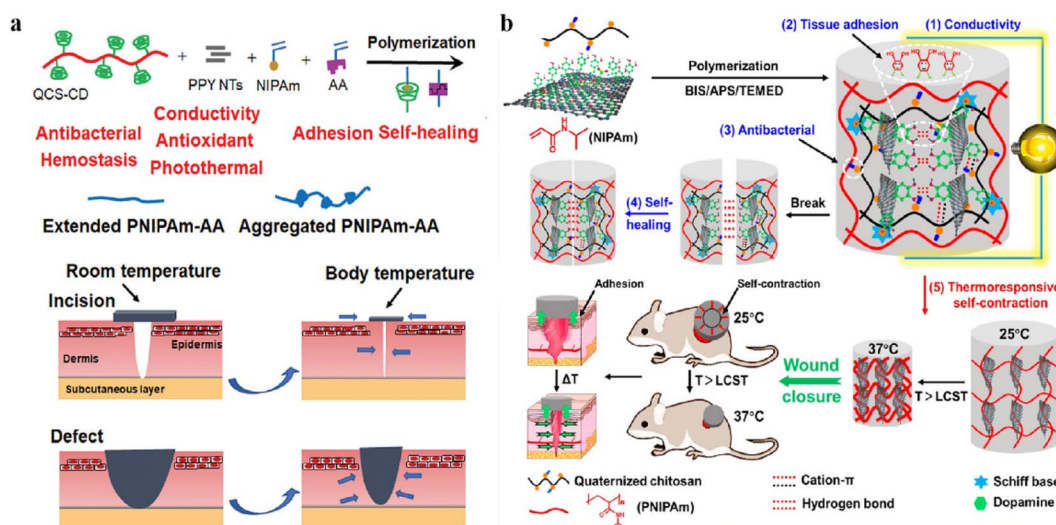 a
Polymerization
+
+
+
QCS-CD
PPY NTs
NIPAm
AA
Antibacterial
Hemostasis
Conductivity
Antioxidant
Photothermal
Adhesion Self-healing
Extended PNIPAm-AA
Aggregated PNIPAm-AA
Room temperature
Body temperature
Incision
Dermis
Epidermis
Subcutaneous layer
Defect
b
(2) Tissue adhesion
(1) Conductivity
Polymerization
BIS/APS/TEMED
(NIPAm)
(3) Antibacterial
(4) Self-
healing
Break
(5) Thermoresponsive
self-contraction
Adhesion
Self-contraction
25°C
ΔT
T > LCST
37°C
Wound
closure
37°C
T > LCST
25°C
Quaternized chitosan
(PNIPAm)
Cation-π
Hydrogen bond
Schiff base
Dopamine